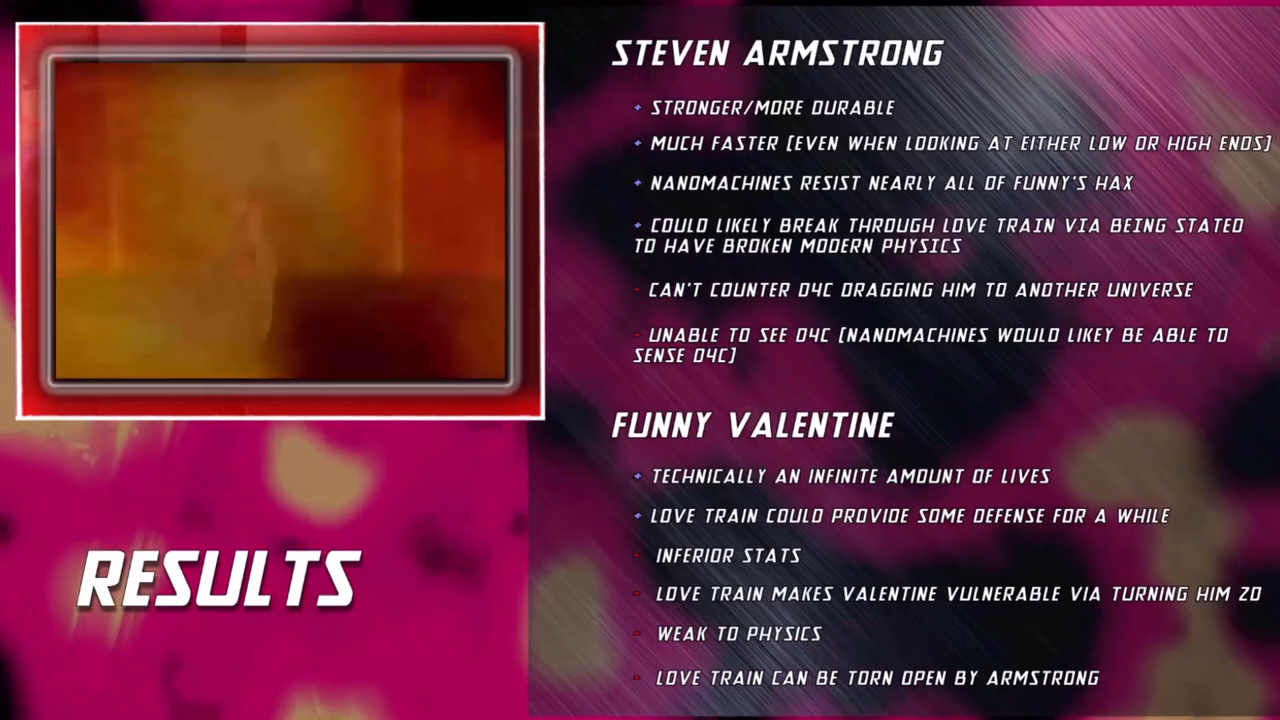 STEVEN ARMSTRONG
+ STRONGER/MORE DURABLE
+ MUCH FASTER [EVEN WHEN LOOKING AT EITHER LOW OR HIGH ENDS]
+ NANOMACHINES RESIST NEARLY ALL OF FUNNY'S HAX
+ COULD LIKELY BREAK THROUGH LOVE TRAIN VIA BEING STATED
TO HAVE BROKEN MODERN PHYSICS
- CAN'T COUNTER D4C DRAGGING HIM TO ANOTHER UNIVERSE
- UNABLE TO SEE D4C [NANOMACHINES WOULD LIKEY BE ABLE TO
SENSE D4C]
FUNNY VALENTINE
+ TECHNICALLY AN INFINITE AMOUNT OF LIVES
+ LOVE TRAIN COULD PROVIDE SOME DEFENSE FOR A WHILE
- INFERIOR STATS
- LOVE TRAIN MAKES VALENTINE VULNERABLE VIA TURNING HIM 2D
- WEAK TO PHYSICS
- LOVE TRAIN CAN BE TORN OPEN BY ARMSTRONG
RESULTS